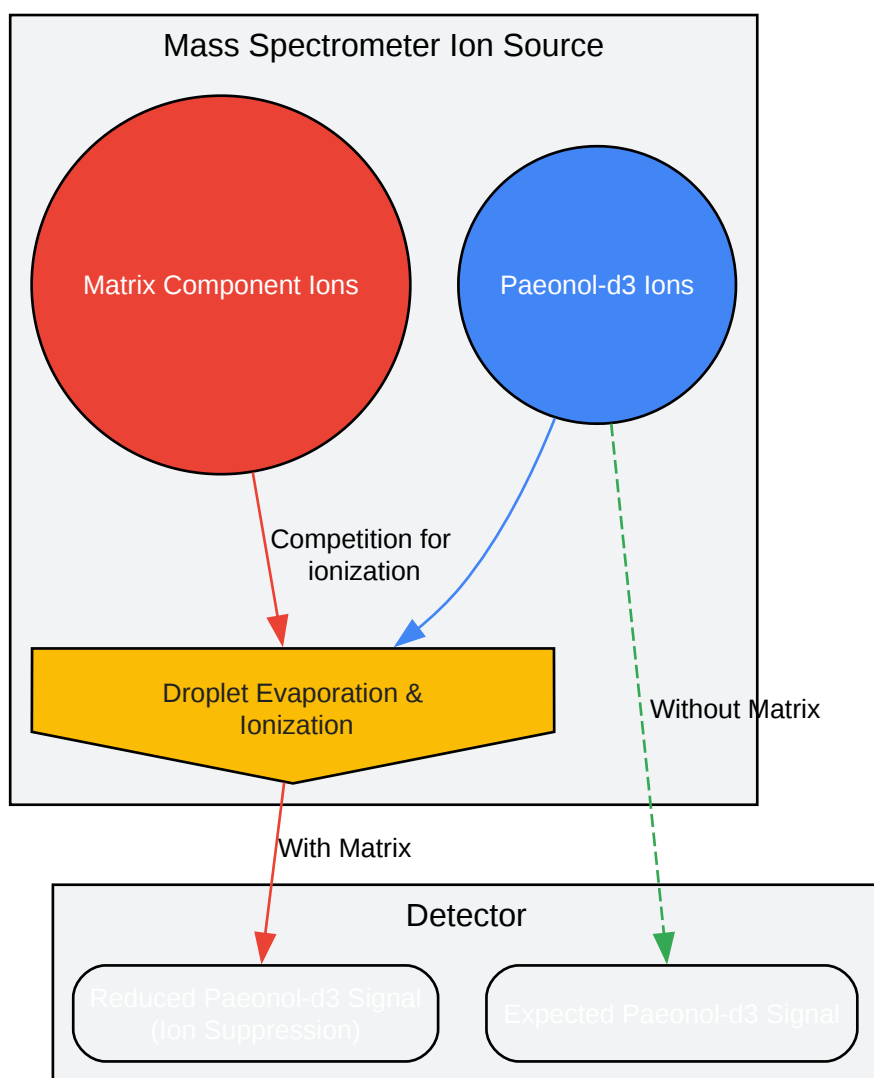 Mass Spectrometer Ion Source
Matrix Component Ions
Paeonol-d3 Ions
Competition for
ionization
Droplet Evaporation &
Ionization
Without Matrix
With Matrix
Detector
Reduced Paeonol-d3 Signal
(Ion Suppression)
Expected Paeonol-d3 Signal